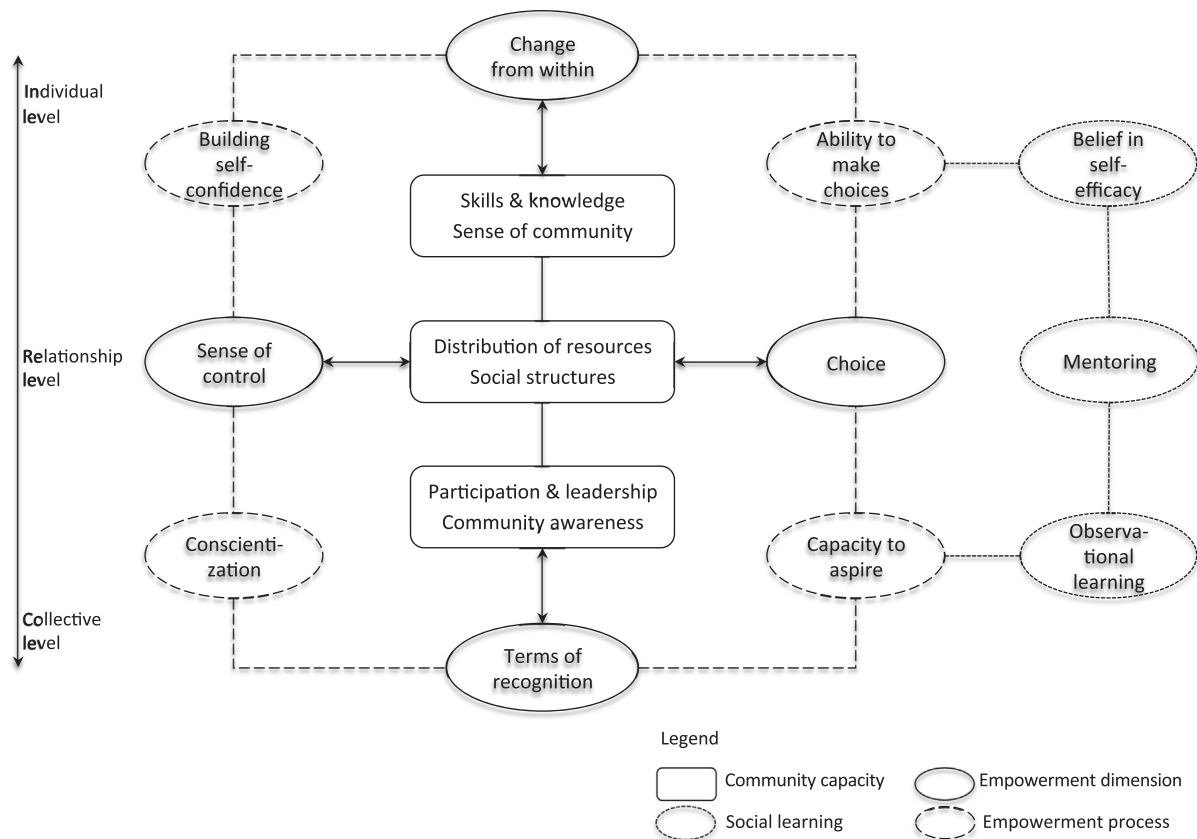 Change
from within
Individual
level
Building
self-
confidence
Ability to
make
choices
Belief in
self-
efficacy
Skills & knowledge
Sense of community
Relationship
level
Sense of
control
Distribution of resources
Social structures
Choice
Mentoring
Participation & leadership
Community awareness
Conscienti-
zation
Capacity to
aspire
Observa-
tional
learning
Collective
level
Terms of
recognition
Legend
Community capacity
Empowerment dimension
Social learning
Empowerment process